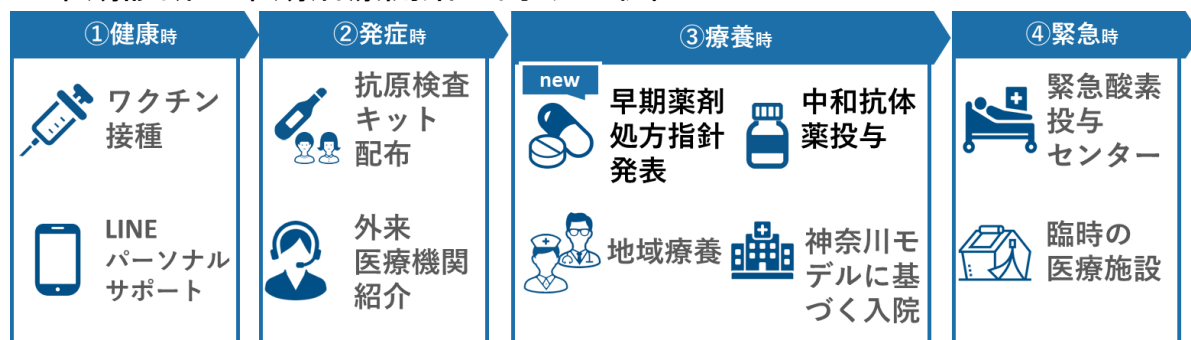 ①健康時
ワクチン
接種
LINE
パーソナル
サポート
②発症時
抗原検査
キット
配布
外来
医療機関
紹介
③療養時
new
早期薬剤
処方指針
発表
中和抗体
薬投与
地域療養
神奈川モ
デルに基
づく入院
④緊急時
緊急酸素
投与
センター
臨時の
医療施設